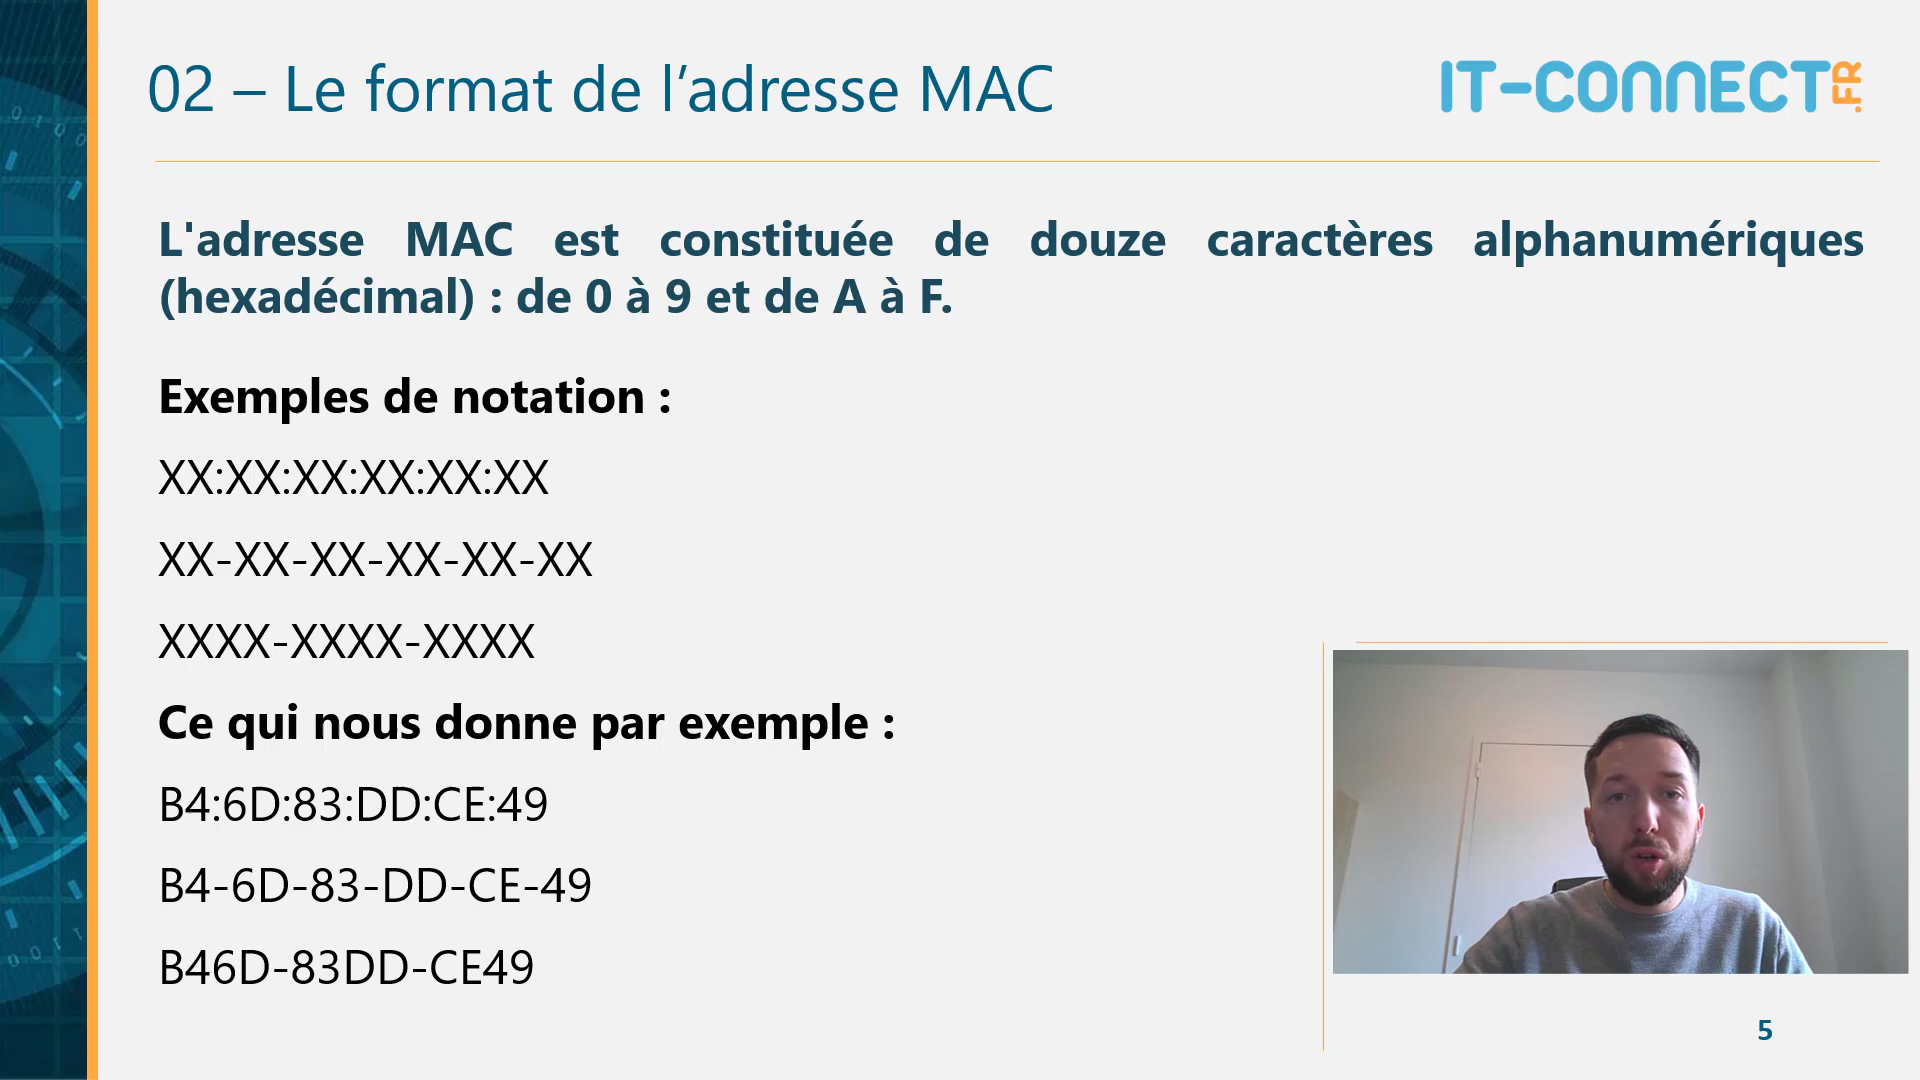 02 – Le format de l’adresse MAC
IT-CONNECT.FR
L'adresse MAC est constituée de douze caractères alphanumériques
(hexadécimal) : de 0 à 9 et de A à F.
Exemples de notation :
XX:XX:XX:XX:XX:XX
XX-XX-XX-XX-XX-XX
XXXX-XXXX-XXXX
Ce qui nous donne par exemple :
B4:6D:83:DD:CE:49
B4-6D-83-DD-CE-49
B46D-83DD-CE49
5